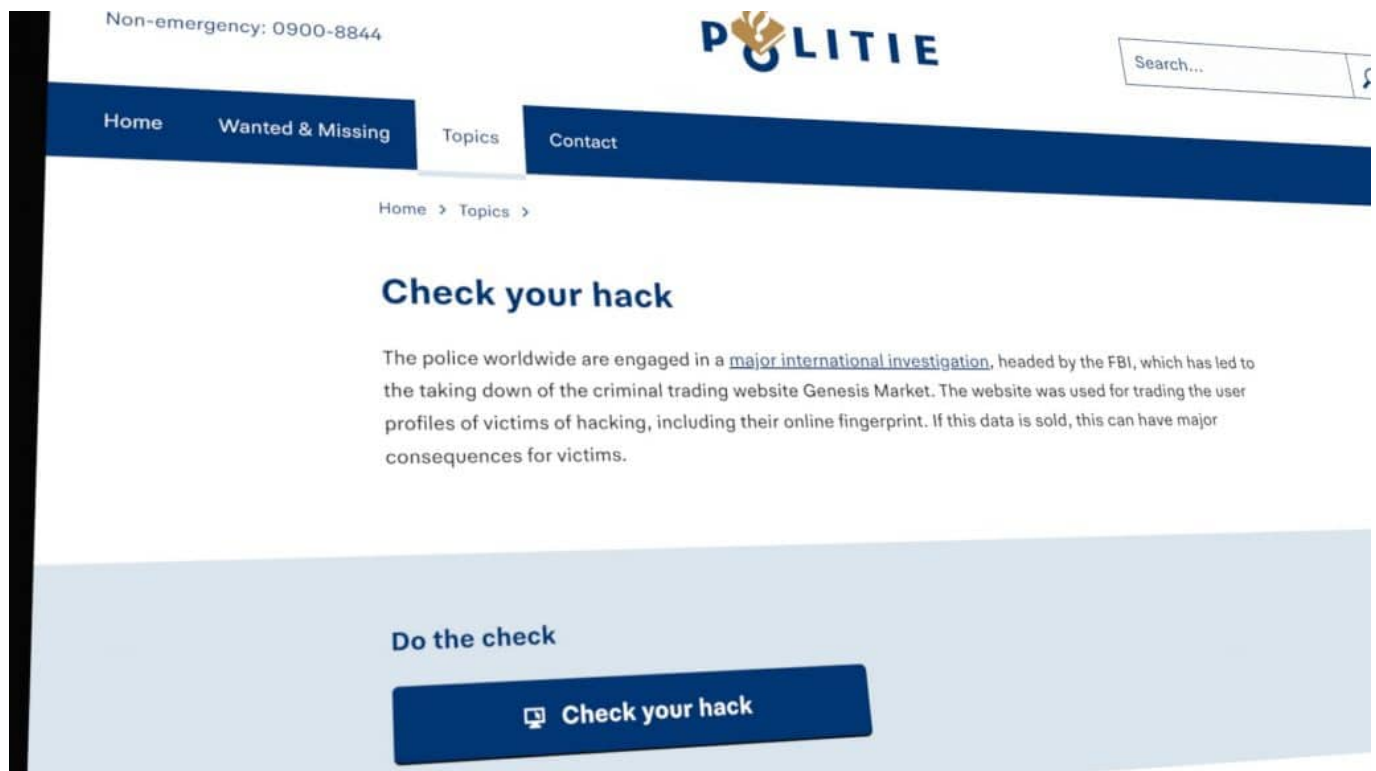 Non-emergency: 0900-8844
POLITIE
Search...
Home Wanted & Missing Topics Contact
Home > Topics >
Check your hack
The police worldwide are engaged in a major international investigation, headed by the FBI, which has led to
the taking down of the criminal trading website Genesis Market. The website was used for trading the user
profiles of victims of hacking, including their online fingerprint. If this data is sold, this can have major
consequences for victims.
Do the check
Check your hack